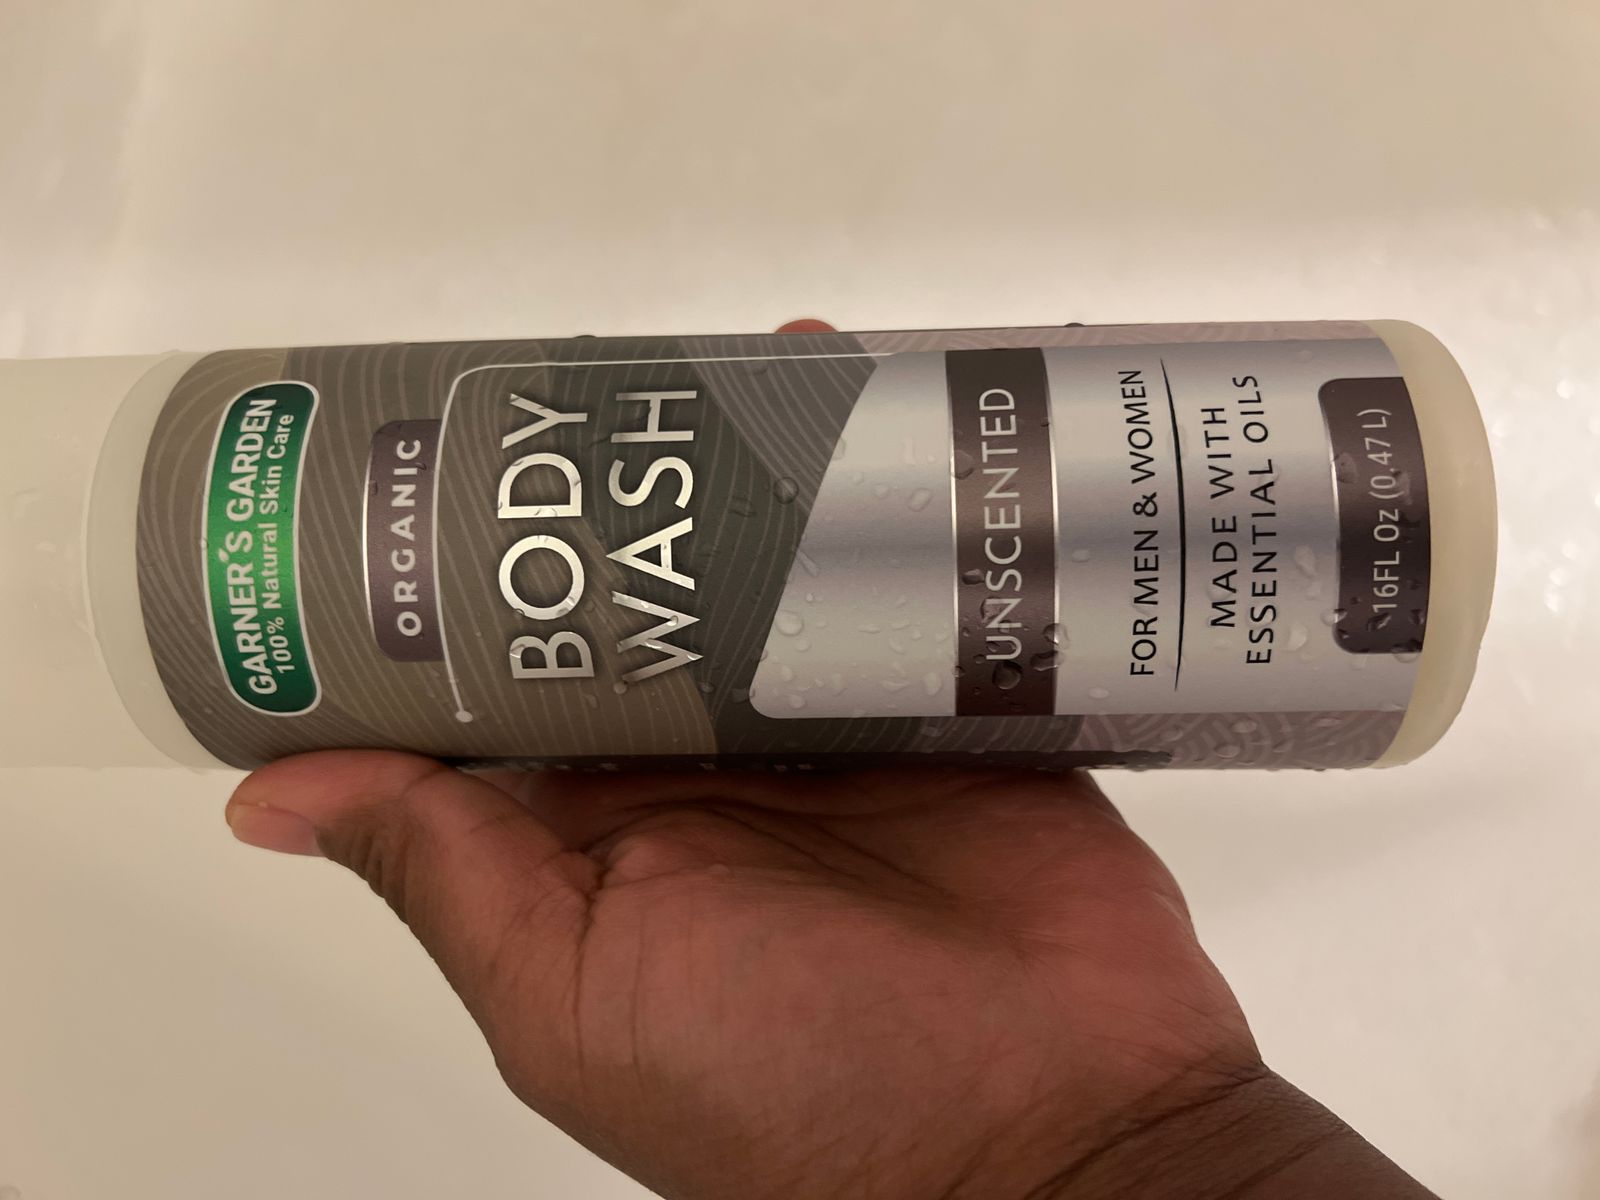 GARNER'S GARDEN
100% Natural Skin Care
ORGANIC
BODY
WASH
UNSCENTED
FOR MEN & WOMEN
MADE WITH
ESSENTIAL OILS
16FL Oz (0.47 L)